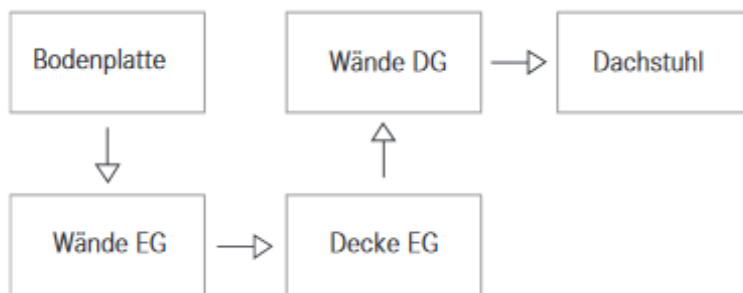 Bodenplatte
Wände DG
Dachstuhl
Wände EG
Decke EG